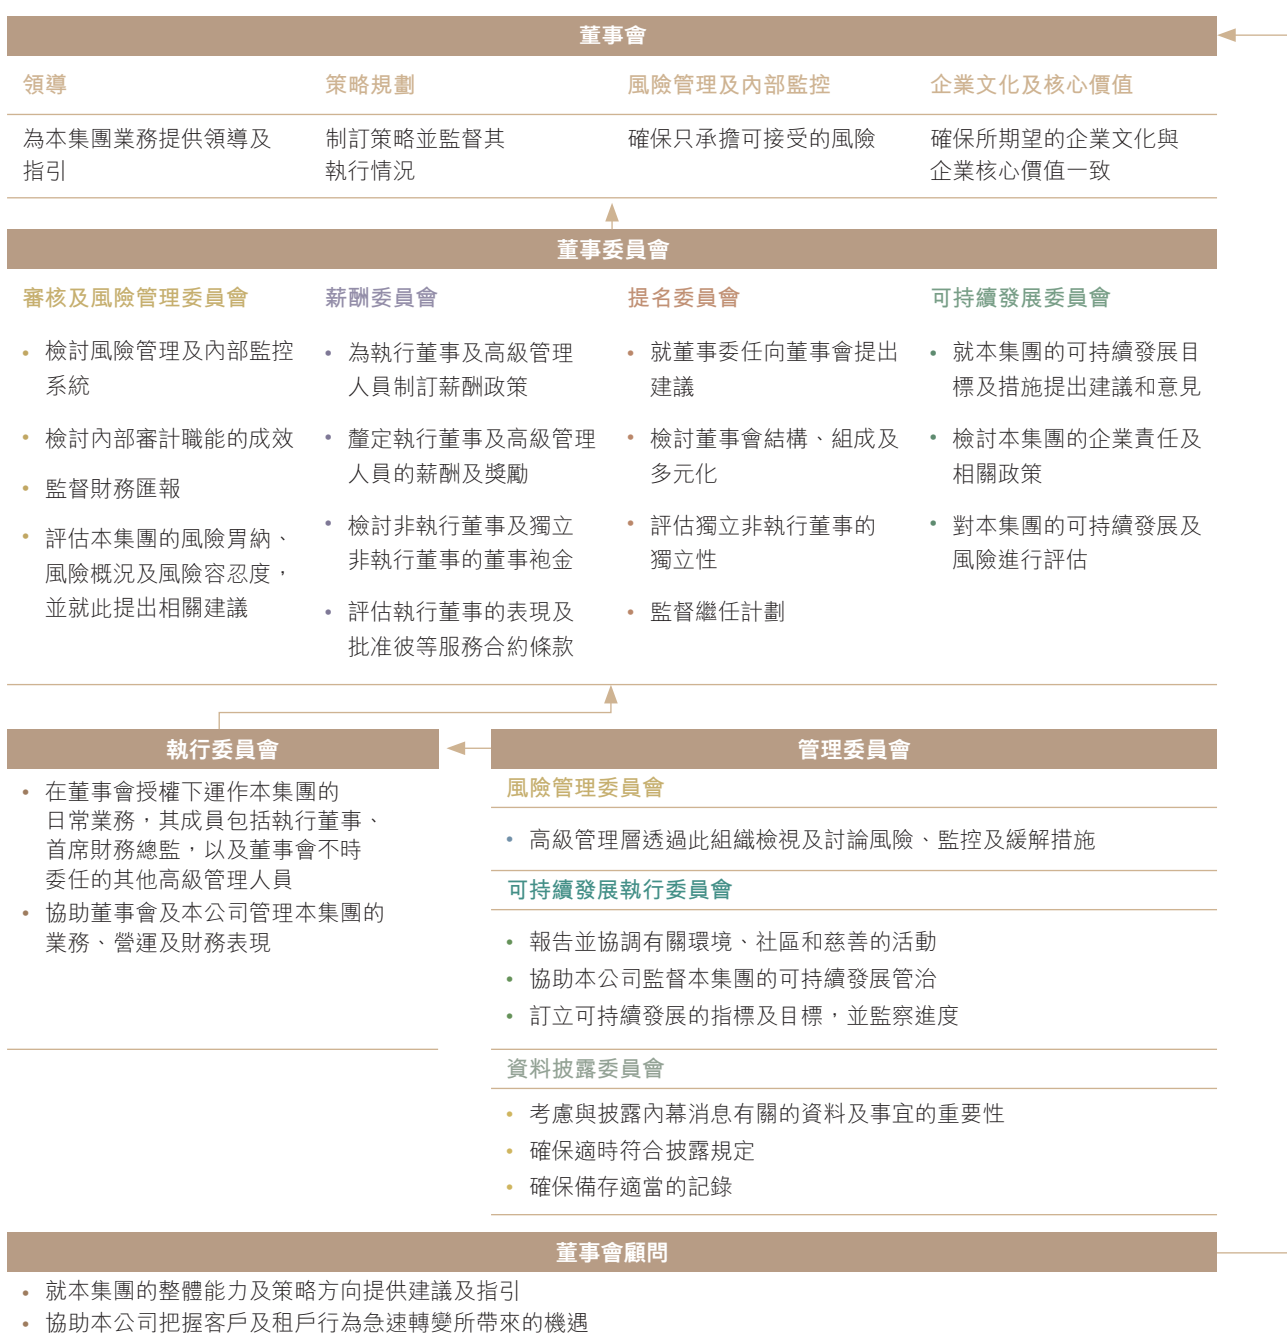 董事會
領導
為本集團業務提供領導及
指引
策略規劃
制訂策略並監督其
執行情況
風險管理及內部監控
確保只承擔可接受的風險
企業文化及核心價值
確保所期望的企業文化與
企業核心價值一致
董事委員會
審核及風險管理委員會
• 檢討風險管理及內部監控
系統
• 檢討內部審計職能的成效
• 監督財務匯報
• 評估本集團的風險胃納、
風險概況及風險容忍度，
並就此提出相關建議
薪酬委員會
• 為執行董事及高級管理
人員制訂薪酬政策
• 釐定執行董事及高級管理
人員的薪酬及獎勵
• 檢討非執行董事及獨立
非執行董事的董事袍金
• 評估執行董事的表現及
批准彼等服務合約條款
提名委員會
• 就董事委任向董事會提出
建議
• 檢討董事會結構、組成及
多元化
• 評估獨立非執行董事的
獨立性
• 監督繼任計劃
可持續發展委員會
• 就本集團的可持續發展目
標及措施提出建議和意見
• 檢討本集團的企業責任及
相關政策
• 對本集團的可持續發展及
風險進行評估
執行委員會
• 在董事會授權下運作本集團的
日常業務，其成員包括執行董事、
首席財務總監，以及董事會不時
委任的其他高級管理人員
• 協助董事會及本公司管理本集團的
業務、營運及財務表現
管理委員會
風險管理委員會
• 高級管理層透過此組織檢視及討論風險、監控及緩解措施
可持續發展執行委員會
• 報告並協調有關環境、社區和慈善的活動
• 協助本公司監督本集團的可持續發展管治
• 訂立可持續發展的指標及目標，並監察進度
資料披露委員會
• 考慮與披露內幕消息有關的資料及事宜的重要性
• 確保適時符合披露規定
• 確保備存適當的記錄
董事會顧問
• 就本集團的整體能力及策略方向提供建議及指引
• 協助本公司把握客戶及租戶行為急速轉變所帶來的機遇